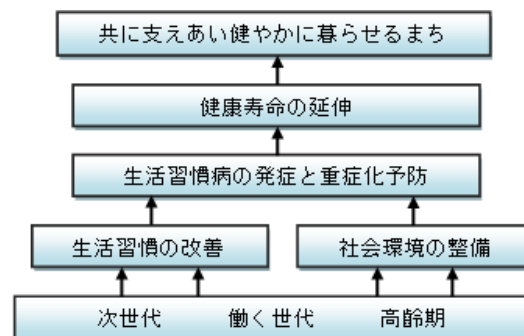 共に支えあい健やかに暮らせるまち
健康寿命の延伸
生活習慣病の発症と重症化予防
生活習慣の改善
社会環境の整備
次世代 働く世代 高齢期